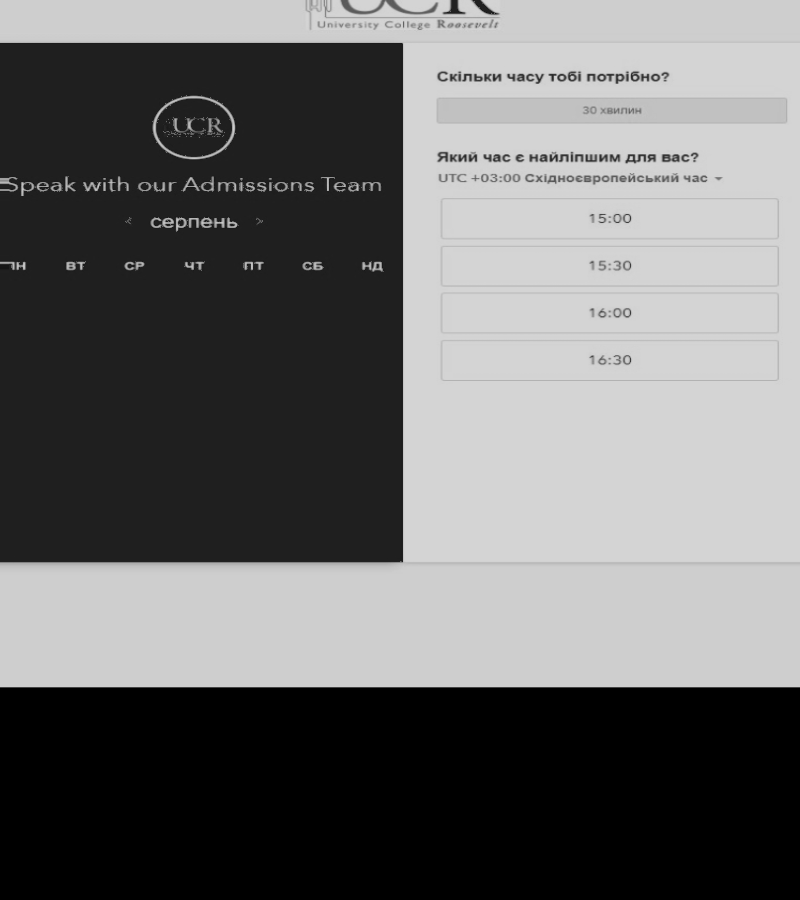 UCR
University College Roosevelt
UCR
Speak with our Admissions Team
< серпень >
ПН ВТ СР ЧТ ПТ СБ НД
Скільки часу тобі потрібно?
30 хвилин
Який час є найліпшим для вас?
UTC +03:00 Східноєвропейський час
15:00
15:30
16:00
16:30